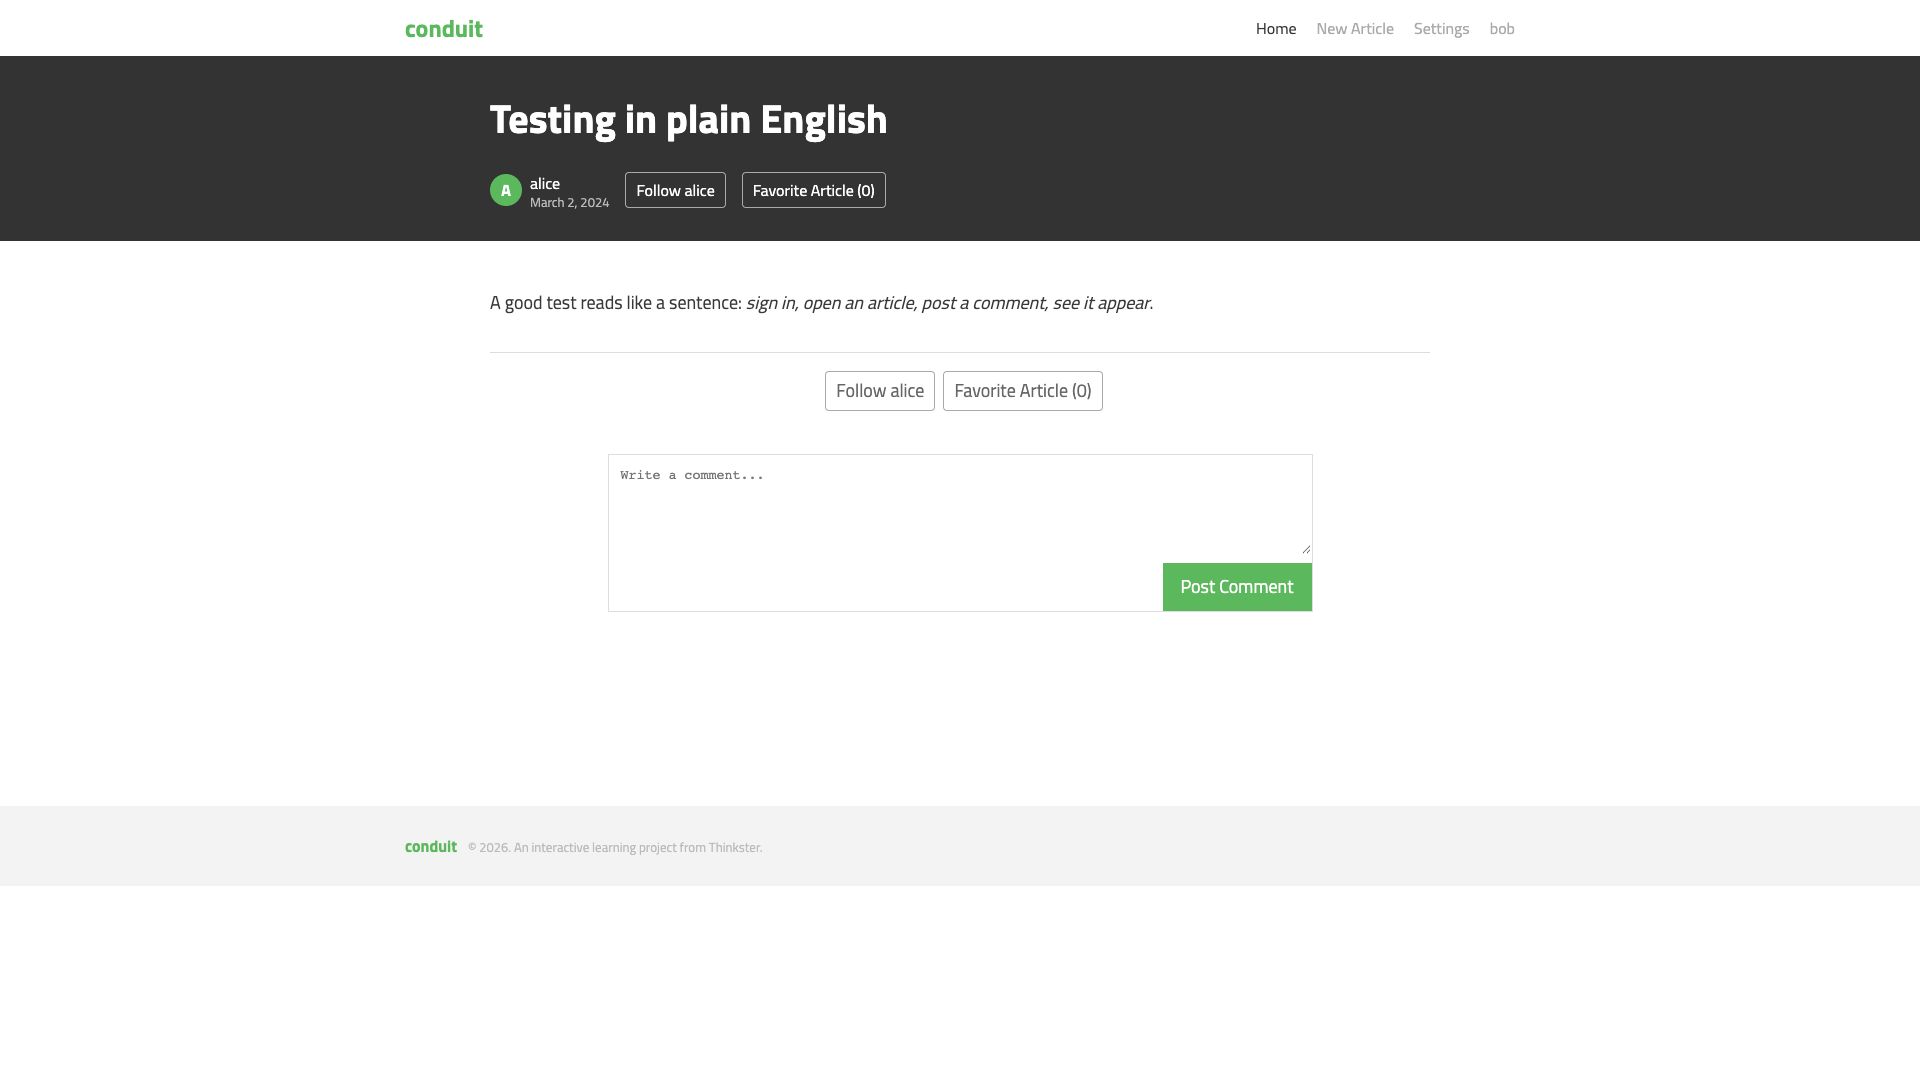 conduit
Home New Article Settings bob
Testing in plain English
A alice
March 2, 2024
Follow alice Favorite Article (0)
A good test reads like a sentence: sign in, open an article, post a comment, see it appear.
Follow alice Favorite Article (0)
Write a comment...
Post Comment
conduit © 2026. An interactive learning project from Thinkster.